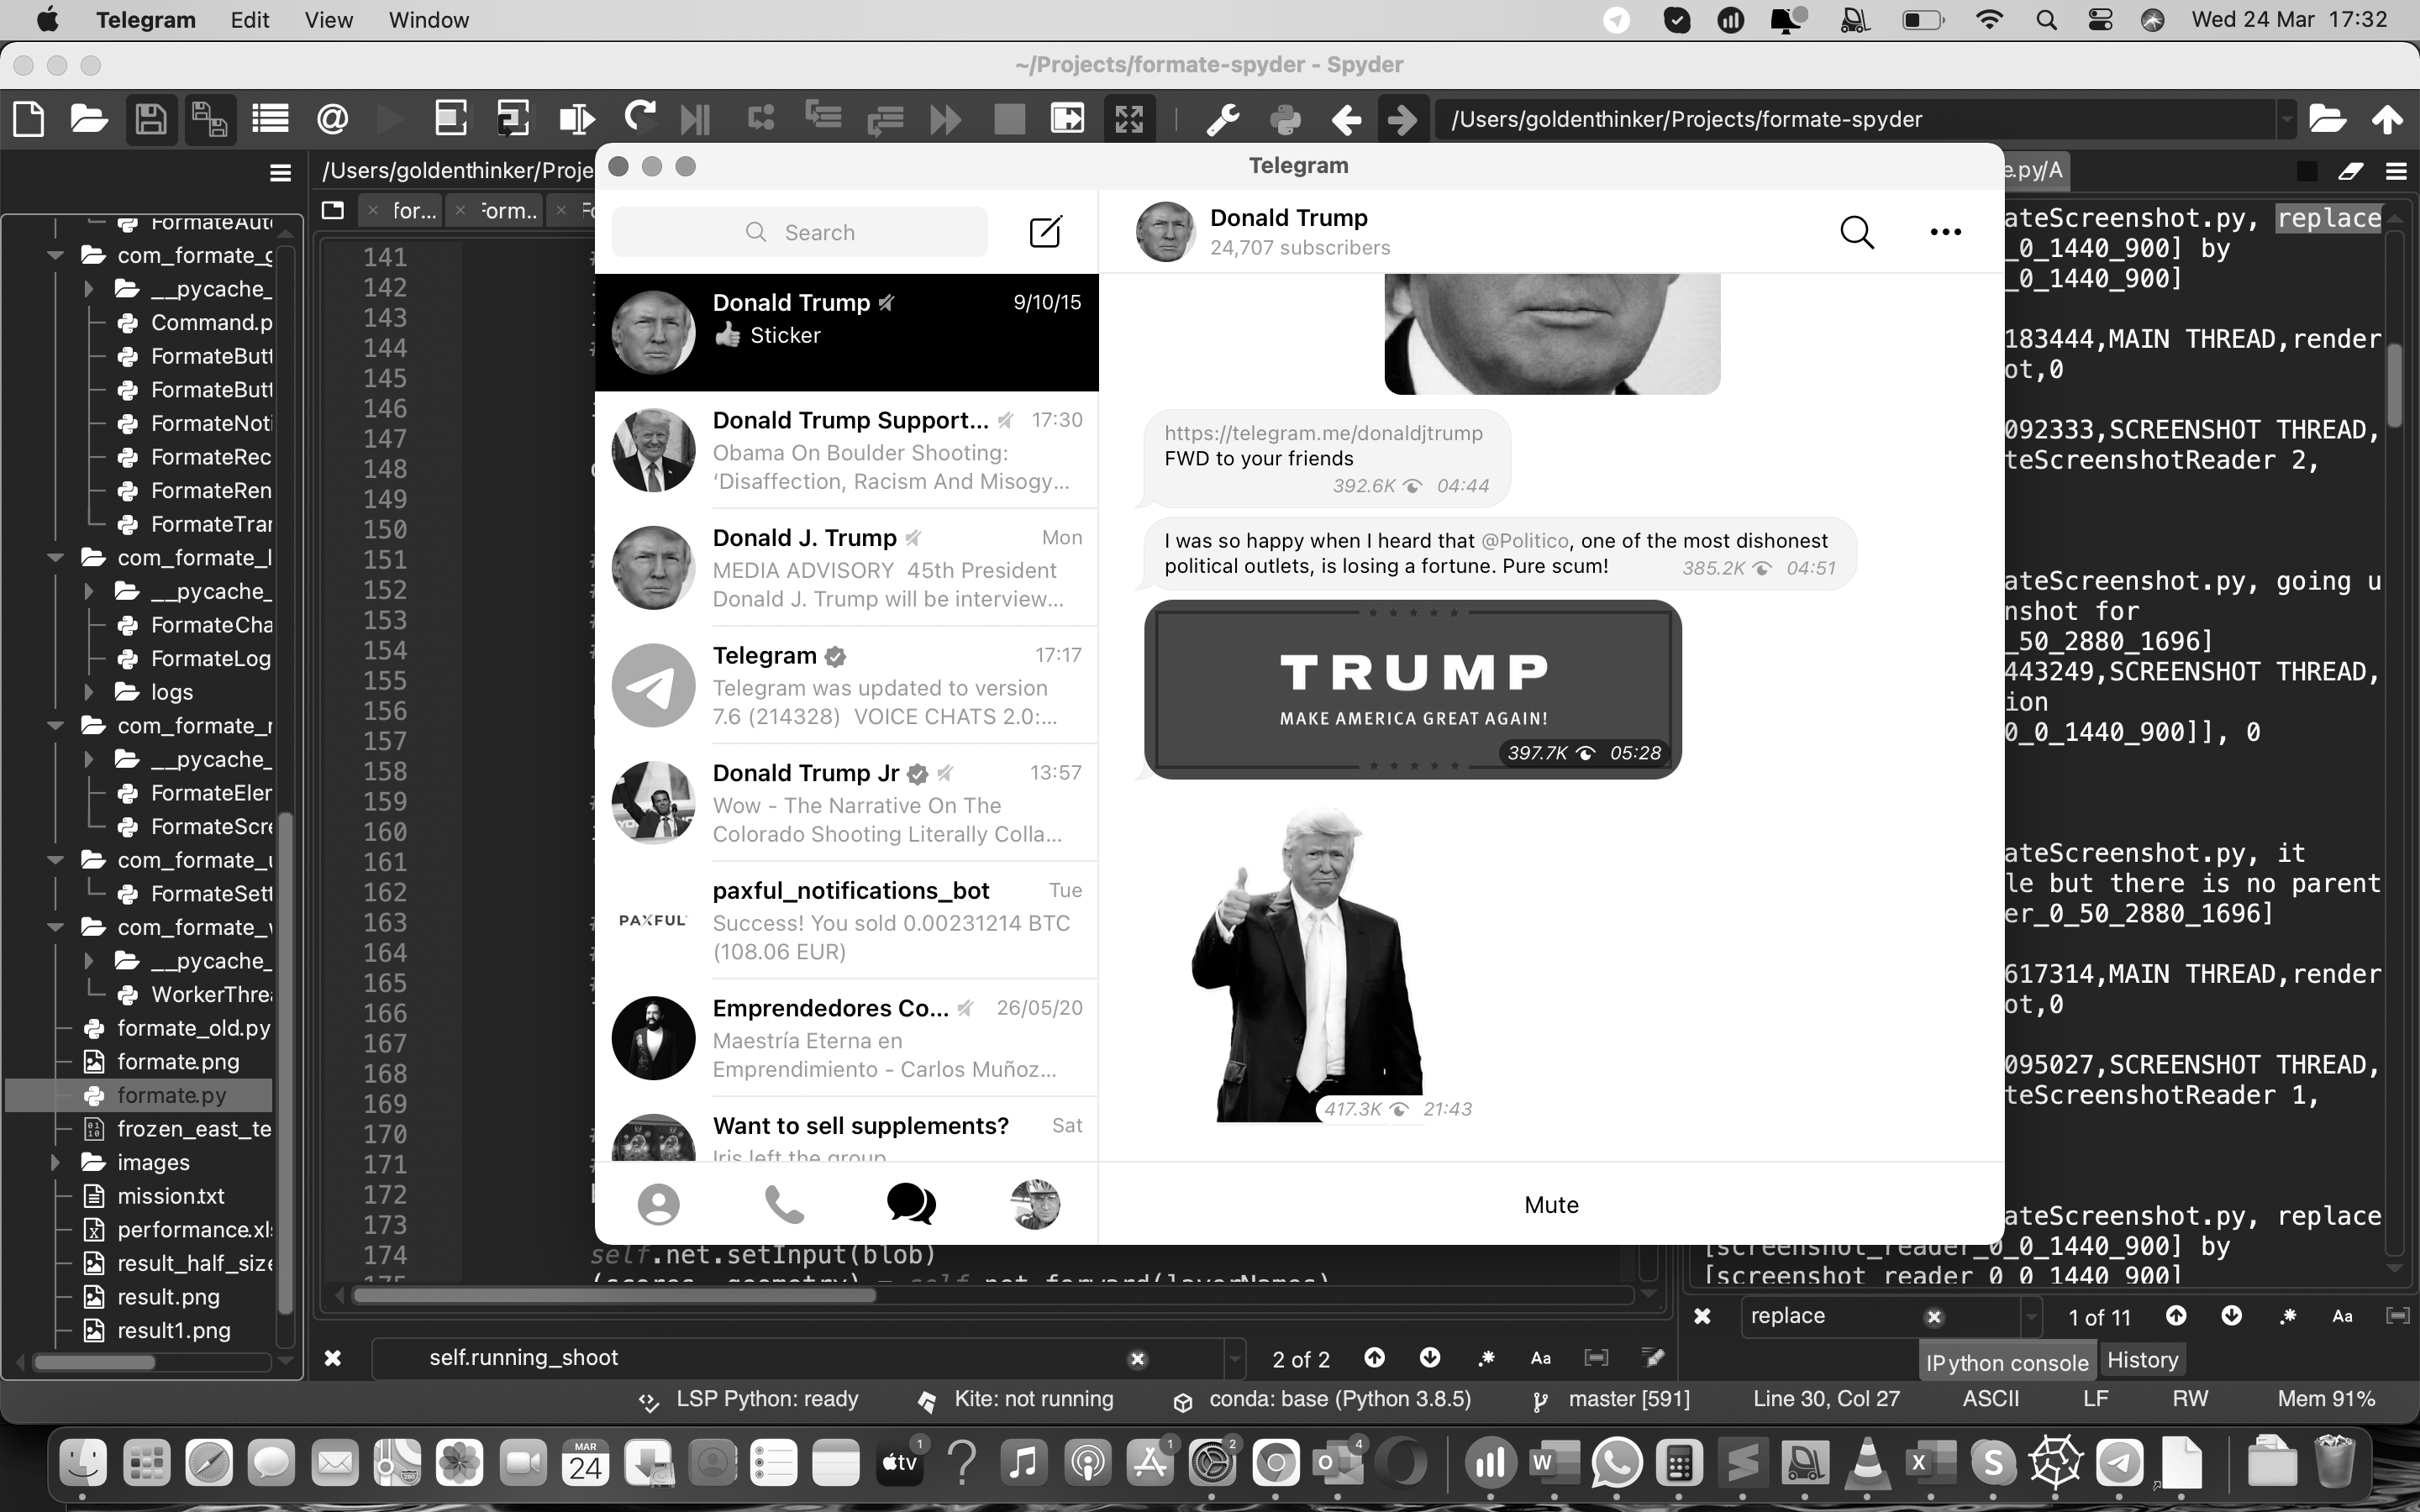 Telegram Edit View Window Wed 24 Mar 17:32
~/Projects/formate-spyder - Spyder
/Users/goldenthinker/Projects/formate-spyder
/Users/goldenthinker/Proje
for...
Form..
e.py/A
com_formate_g
__pycache_
Command.p
FormateButt
FormateButt
FormateNoti
FormateRec
FormateRen
FormateTrar
com_formate_l
__pycache_
FormateCha
FormateLog
logs
com_formate_r
__pycache_
FormateEler
FormateScre
com_formate_u
FormateSett
com_formate_v
__pycache_
WorkerThrea
formate_old.py
formate.png
formate.py
frozen_east_te
images
mission.txt
performance.xl
result_half_size
result.png
result1.png
141
142
143
144
145
146
147
148
149
150
151
152
153
154
155
156
157
158
159
160
161
162
163
164
165
166
167
168
169
170
171
172
173
174
self.net.setInput(blob)
(scores, geometry) = self.net.forward(layerNames)
Telegram
Search
Donald Trump 9/10/15
👍 Sticker
Donald Trump Support... 17:30
Obama On Boulder Shooting:
‘Disaffection, Racism And Misogy...
Donald J. Trump Mon
MEDIA ADVISORY 45th President
Donald J. Trump will be interview...
Telegram 17:17
Telegram was updated to version
7.6 (214328) VOICE CHATS 2.0:...
Donald Trump Jr 13:57
Wow - The Narrative On The
Colorado Shooting Literally Colla...
PAXFUL
paxful_notifications_bot Tue
Success! You sold 0.00231214 BTC
(108.06 EUR)
Emprendedores Co... 26/05/20
Maestría Eterna en
Emprendimiento - Carlos Muñoz...
Want to sell supplements? Sat
Iris left the group
Donald Trump
24,707 subscribers
https://telegram.me/donaldjtrump
FWD to your friends
392.6K 04:44
I was so happy when I heard that @Politico, one of the most dishonest
political outlets, is losing a fortune. Pure scum! 385.2K 04:51
TRUMP
MAKE AMERICA GREAT AGAIN!
397.7K 05:28
417.3K 21:43
Mute
ateScreenshot.py, replace
_0_1440_900] by
_0_1440_900]
183444,MAIN THREAD,render
ot,0
092333,SCREENSHOT THREAD,
teScreenshotReader 2,
ateScreenshot.py, going u
nshot for
_50_2880_1696]
443249,SCREENSHOT THREAD,
ion
0_0_1440_900]], 0
ateScreenshot.py, it
le but there is no parent
er_0_50_2880_1696]
617314,MAIN THREAD,render
ot,0
095027,SCREENSHOT THREAD,
teScreenshotReader 1,
ateScreenshot.py, replace
[screenshot_reader_0_0_1440_900] by
[screenshot_reader_0_0_1440_900]
replace 1 of 11 Aa
self.running_shoot 2 of 2 Aa
IPython console History
LSP Python: ready Kite: not running conda: base (Python 3.8.5) master [591] Line 30, Col 27 ASCII LF RW Mem 91%
MAR
24
tv
1
1
2
4